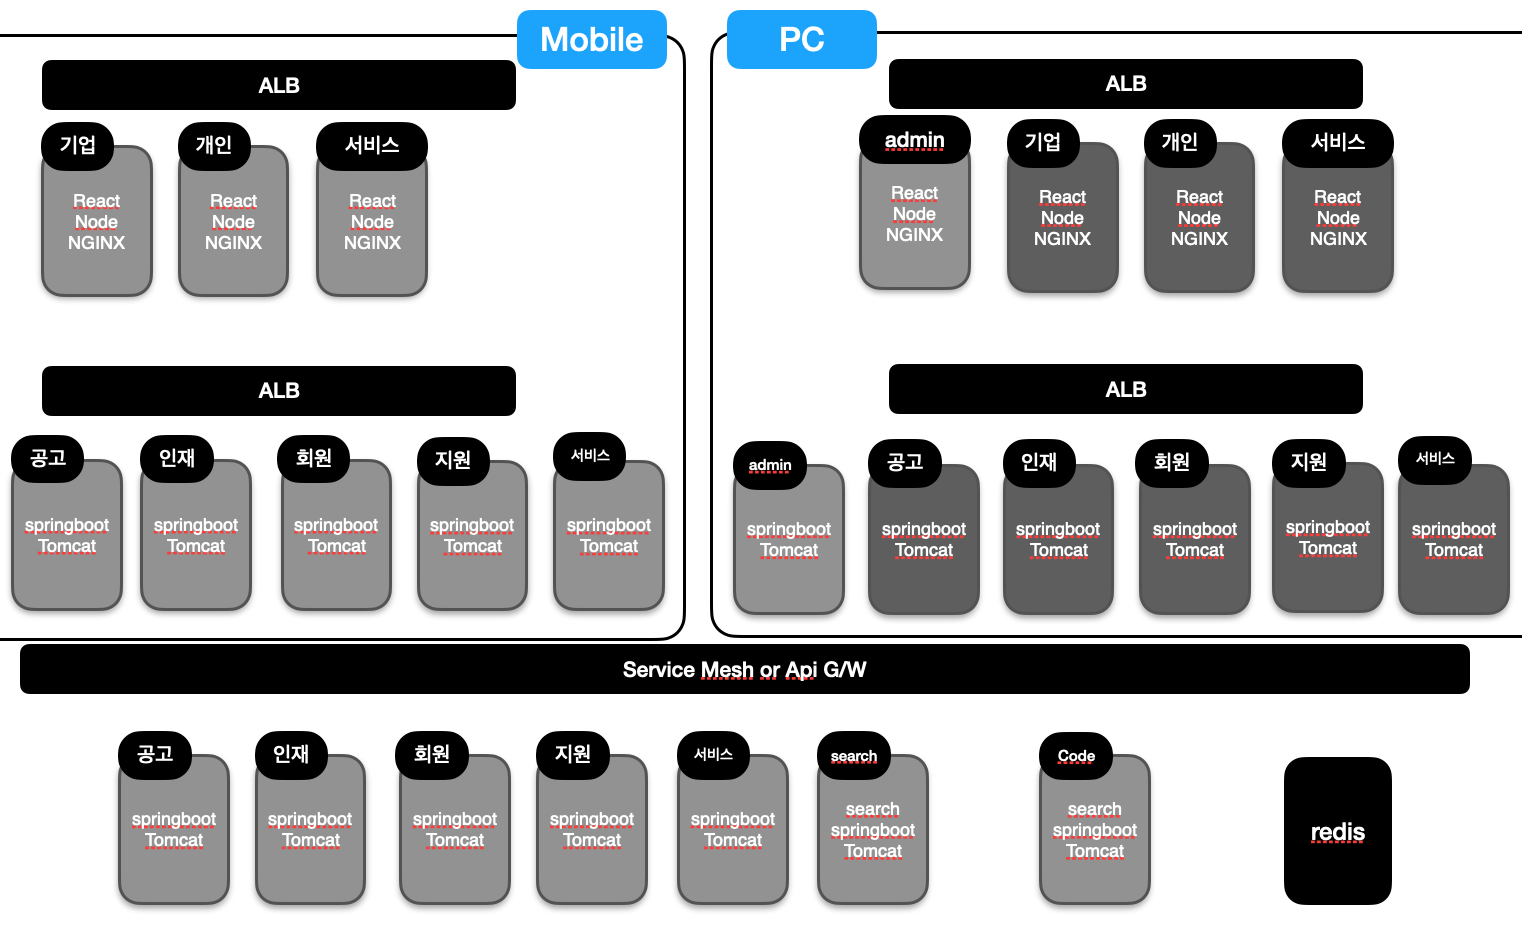 Mobile
ALB
기업
React
Node
NGINX
개인
React
Node
NGINX
서비스
React
Node
NGINX
ALB
공고
springboot
Tomcat
인재
springboot
Tomcat
회원
springboot
Tomcat
지원
springboot
Tomcat
서비스
springboot
Tomcat
PC
ALB
admin
React
Node
NGINX
기업
React
Node
NGINX
개인
React
Node
NGINX
서비스
React
Node
NGINX
ALB
admin
springboot
Tomcat
공고
springboot
Tomcat
인재
springboot
Tomcat
회원
springboot
Tomcat
지원
springboot
Tomcat
서비스
springboot
Tomcat
Service Mesh or Api G/W
공고
springboot
Tomcat
인재
springboot
Tomcat
회원
springboot
Tomcat
지원
springboot
Tomcat
서비스
springboot
Tomcat
search
search
springboot
Tomcat
Code
search
springboot
Tomcat
redis